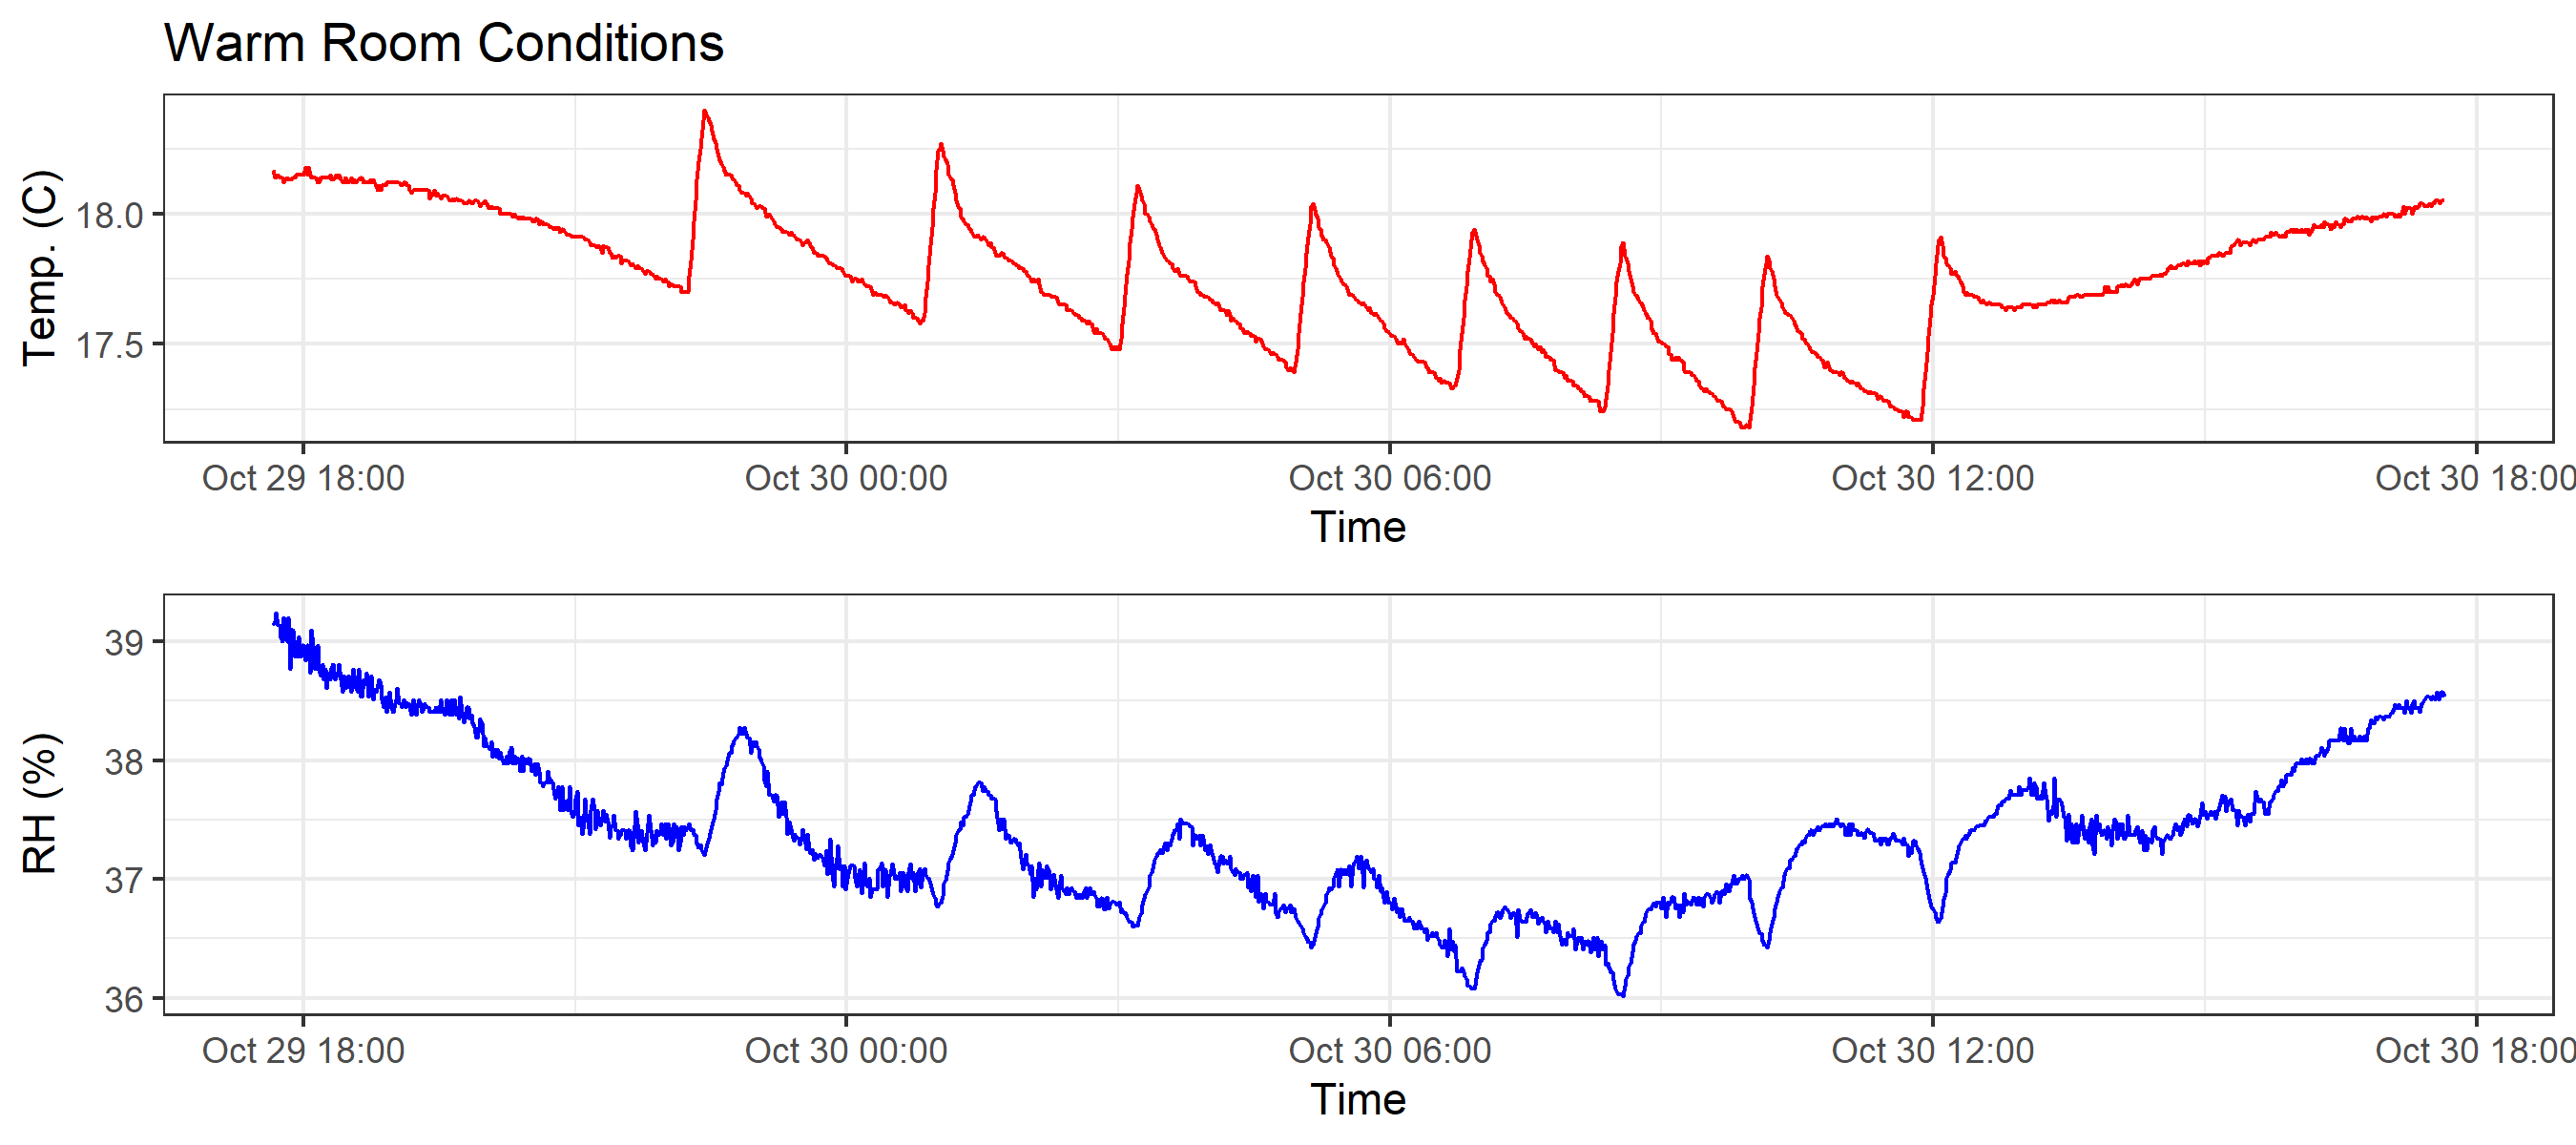 Warm Room Conditions
Temp. (C)
18.0
17.5
Oct 29 18:00 Oct 30 00:00 Oct 30 06:00 Oct 30 12:00 Oct 30 18:00
Time
RH (%)
39
38
37
36
Oct 29 18:00 Oct 30 00:00 Oct 30 06:00 Oct 30 12:00 Oct 30 18:00
Time